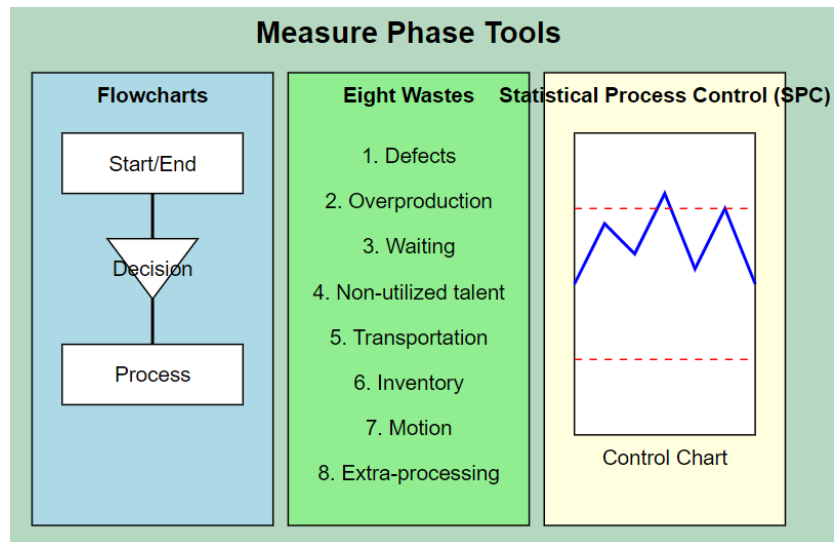 Measure Phase Tools
Flowcharts
Start/End
Decision
Process
Eight Wastes
1. Defects
2. Overproduction
3. Waiting
4. Non-utilized talent
5. Transportation
6. Inventory
7. Motion
8. Extra-processing
Statistical Process Control (SPC)
Control Chart